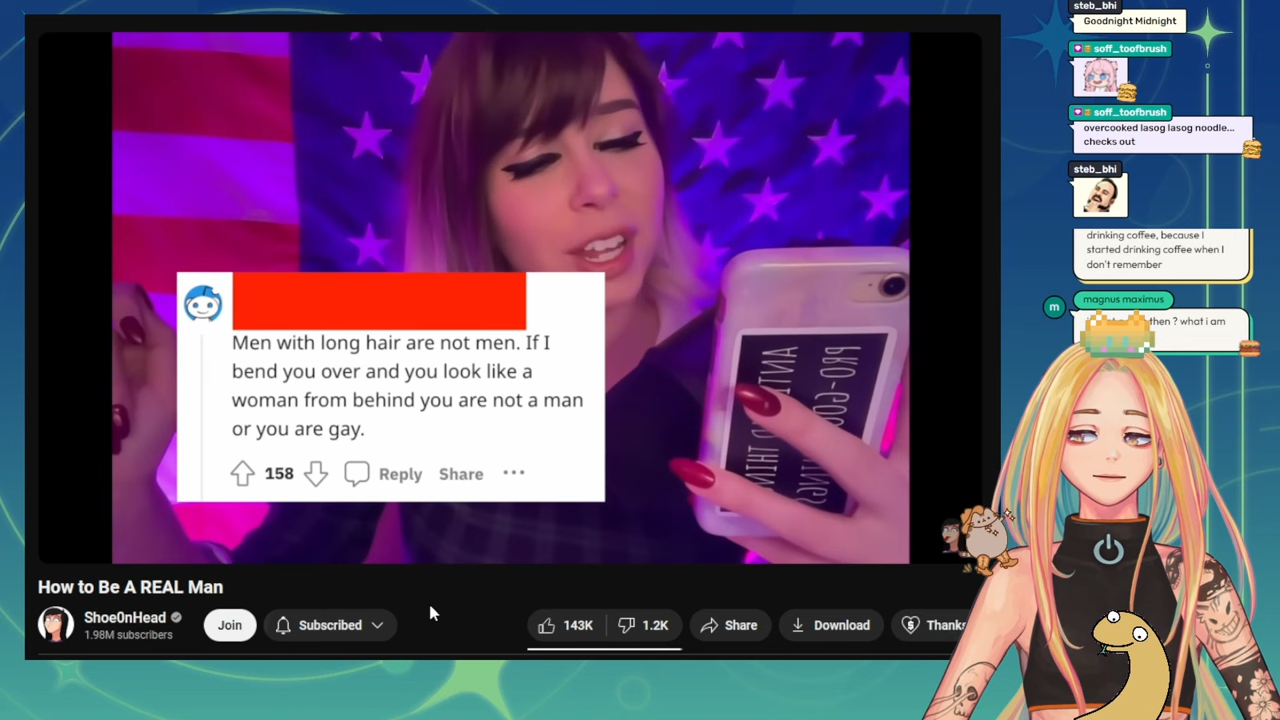 Men with long hair are not men. If I
bend you over and you look like a
woman from behind you are not a man
or you are gay.
158
Reply
Share
How to Be A REAL Man
Shoe0nHead
1.98M subscribers
Join
Subscribed
143K
1.2K
Share
Download
Thanks
steb_bhi
Goodnight Midnight
soff_toofbrush
soff_toofbrush
overcooked lasog lasog noodle...
checks out
steb_bhi
drinking coffee, because I
started drinking coffee when I
don't remember
m
magnus maximus
then ? what i am